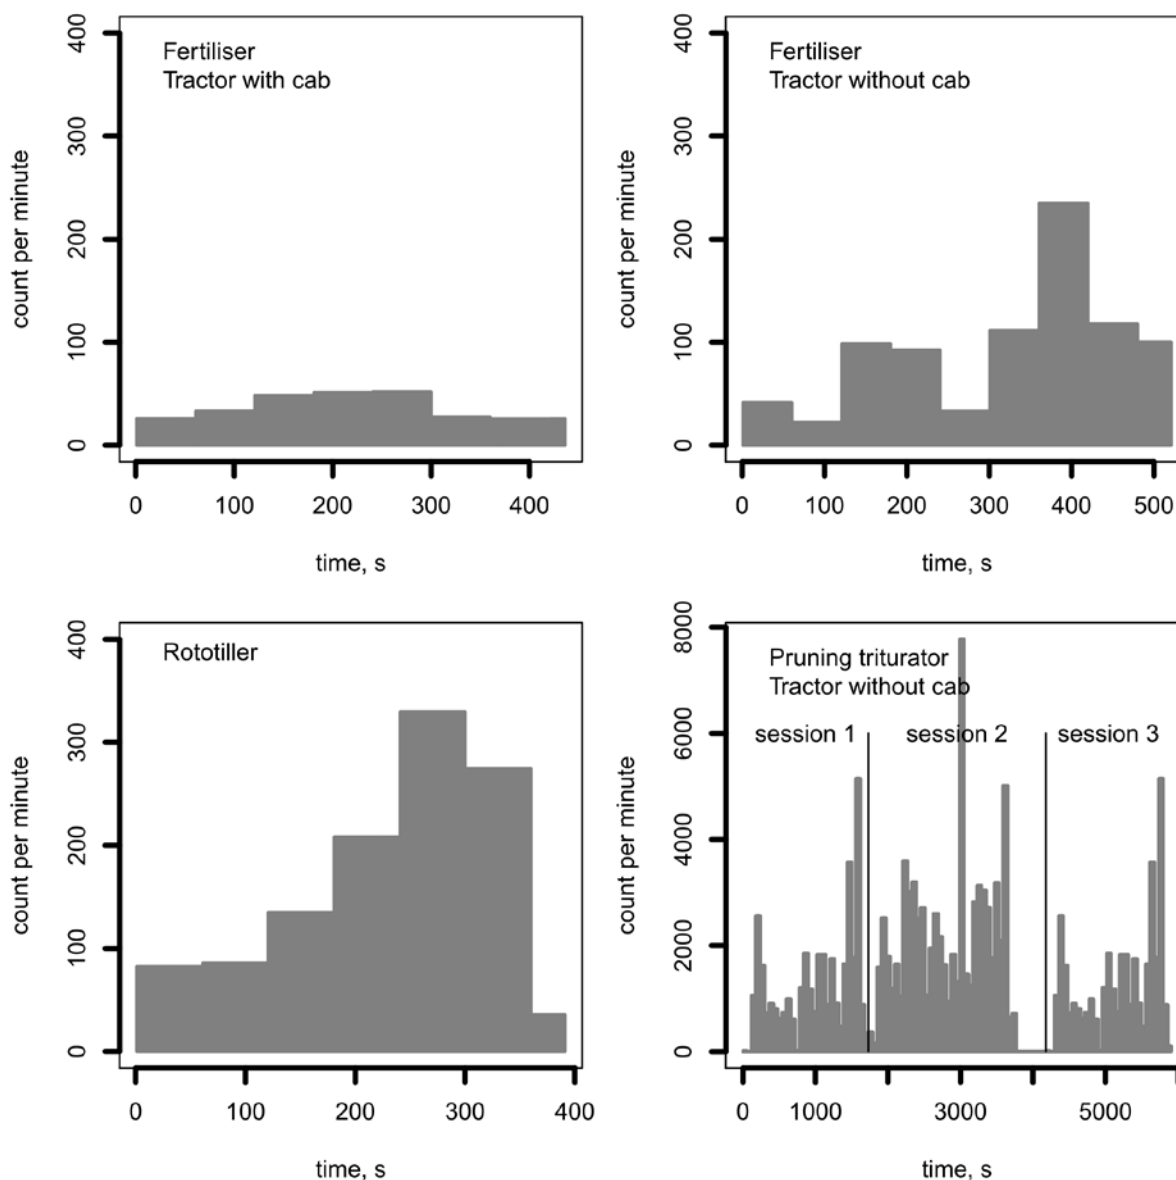 Fertiliser
Tractor with cab
count per minute
400
300
200
100
0
0 100 200 300 400
time, s
Fertiliser
Tractor without cab
count per minute
400
300
200
100
0
0 100 200 300 400 500
time, s
Rototiller
count per minute
400
300
200
100
0
0 100 200 300 400
time, s
Pruning triturator
Tractor without cab
session 1 session 2 session 3
count per minute
8000
6000
4000
2000
0
0 1000 3000 5000
time, s